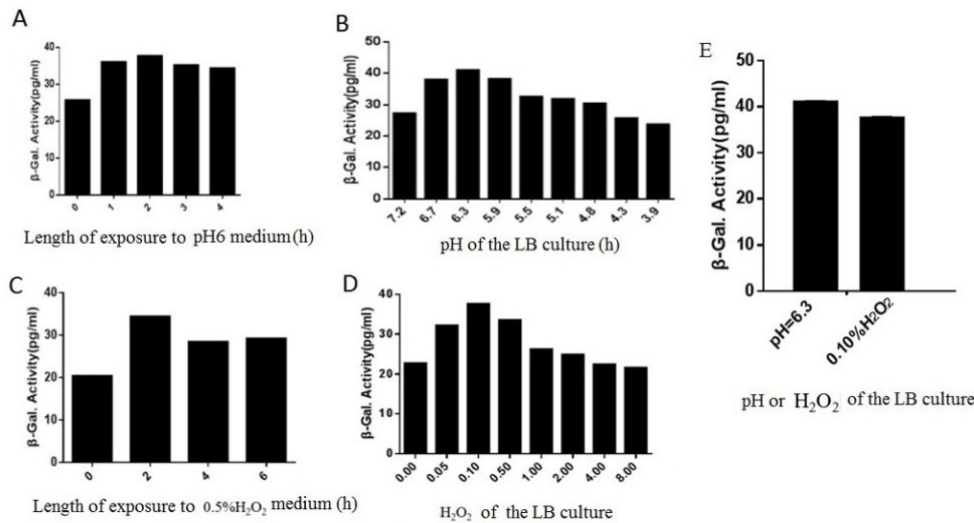 A
β-Gal. Activity(pg/ml)
40
30
20
10
0
0 1 2 3 4
Length of exposure to pH6 medium(h)
B
β-Gal. Activity(pg/ml)
50
40
30
20
10
0
7.2 6.7 6.3 5.9 5.5 5.1 4.8 4.3 3.9
pH of the LB culture (h)
C
β-Gal. Activity(pg/ml)
40
30
20
10
0
0 2 4 6
Length of exposure to 0.5%H₂O₂ medium (h)
D
β-Gal. Activity(pg/ml)
40
30
20
10
0
0.00 0.05 0.10 0.50 1.00 2.00 4.00 8.00
H₂O₂ of the LB culture
E
β-Gal. Activity(pg/ml)
50
40
30
20
10
0
pH=6.3 0.10%H₂O₂
pH or H₂O₂ of the LB culture